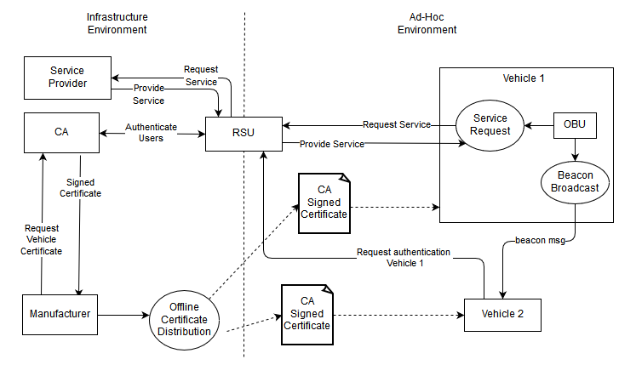 Infrastructure
Environment
Ad-Hoc
Environment
Service
Provider
Request
Service
Provide
Service
Vehicle 1
CA
Authenticate
Users
RSU
Request Service
Provide Service
Service
Request
OBU
Beacon
Broadcast
Signed
Certificate
CA
Signed
Certificate
Request
Vehicle
Certificate
beacon msg
Request authentication
Vehicle 1
Manufacturer
Offline
Certificate
Distribution
CA
Signed
Certificate
Vehicle 2